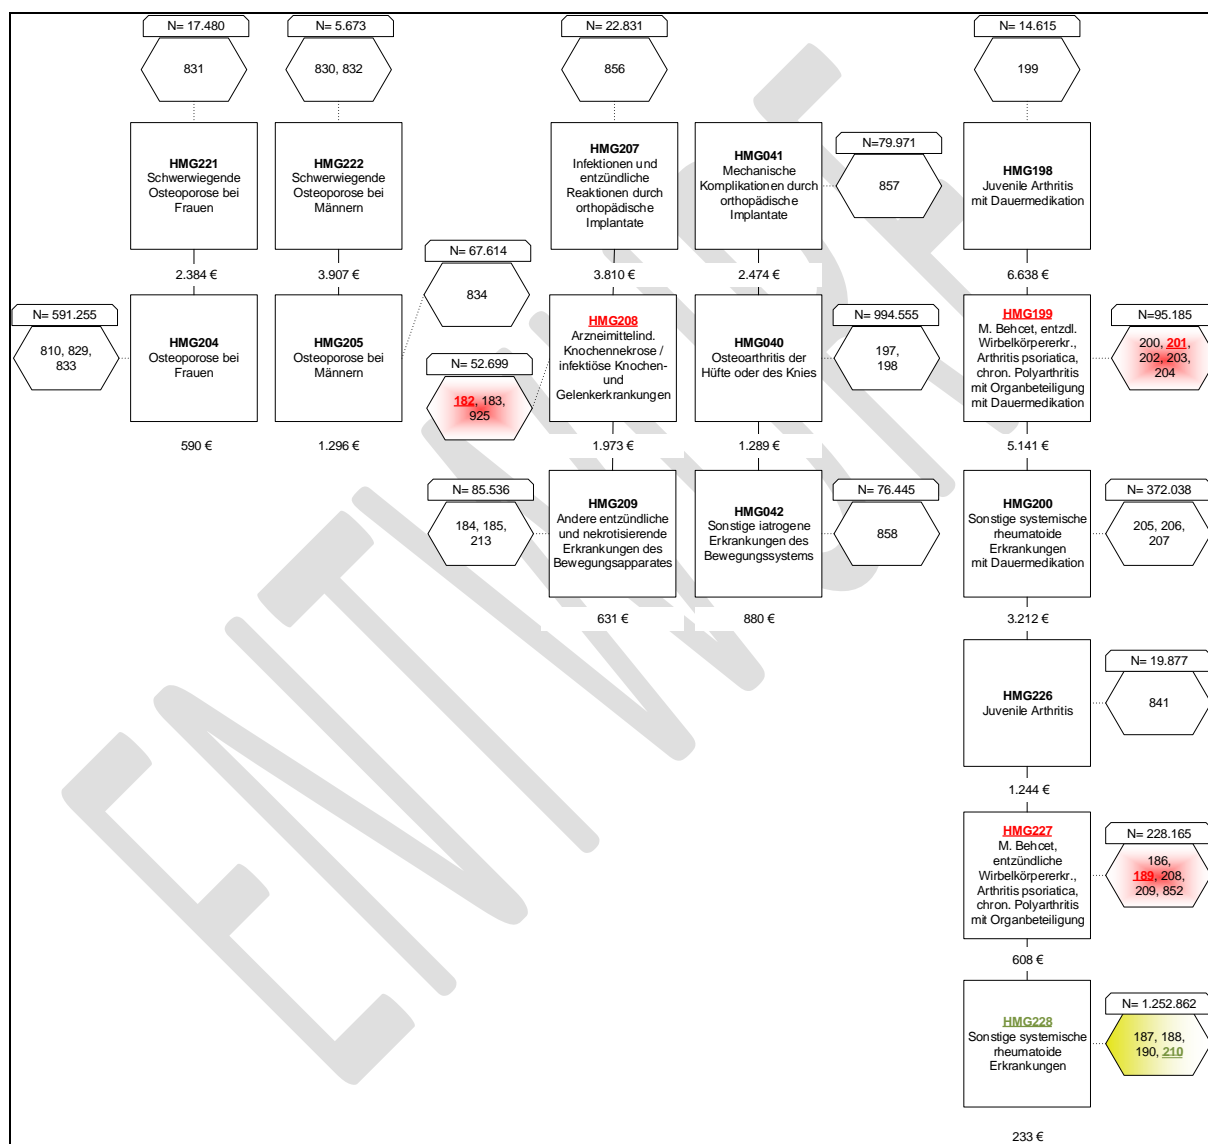 N= 17.480
831
HMG221
Schwerwiegende
Osteoporose bei
Frauen
2.384 €
N= 591.255
810, 829,
833
HMG204
Osteoporose bei
Frauen
590 €
N= 5.673
830, 832
HMG222
Schwerwiegende
Osteoporose bei
Männern
3.907 €
N= 67.614
834
HMG205
Osteoporose bei
Männern
1.296 €
N= 22.831
856
HMG207
Infektionen und
entzündliche
Reaktionen durch
orthopädische
Implantate
3.810 €
N= 52.699
182, 183,
925
HMG208
Arzneimittelind.
Knochennekrose /
infektiöse Knochen-
und
Gelenkerkrankungen
1.973 €
N= 85.536
184, 185,
213
HMG209
Andere entzündliche
und nekrotisierende
Erkrankungen des
Bewegungsapparates
631 €
HMG041
Mechanische
Komplikationen durch
orthopädische
Implantate
N=79.971
857
2.474 €
HMG040
Osteoarthritis der
Hüfte oder des Knies
N= 994.555
197,
198
1.289 €
HMG042
Sonstige iatrogene
Erkrankungen des
Bewegungssystems
N= 76.445
858
880 €
N= 14.615
199
HMG198
Juvenile Arthritis
mit Dauermedikation
6.638 €
HMG199
M. Behcet, entzdl.
Wirbelkörpererkr.,
Arthritis psoriatica,
chron. Polyarthritis
mit Organbeteiligung
mit Dauermedikation
N=95.185
200, 201,
202, 203,
204
5.141 €
HMG200
Sonstige systemische
rheumatoide
Erkrankungen
mit Dauermedikation
N= 372.038
205, 206,
207
3.212 €
HMG226
Juvenile Arthritis
N= 19.877
841
1.244 €
HMG227
M. Behcet,
entzündliche
Wirbelkörpererkr.,
Arthritis psoriatica,
chron. Polyarthritis
mit Organbeteiligung
N= 228.165
186,
189, 208,
209, 852
608 €
HMG228
Sonstige systemische
rheumatoide
Erkrankungen
N= 1.252.862
187, 188,
190, 210
233 €
ENTWURF